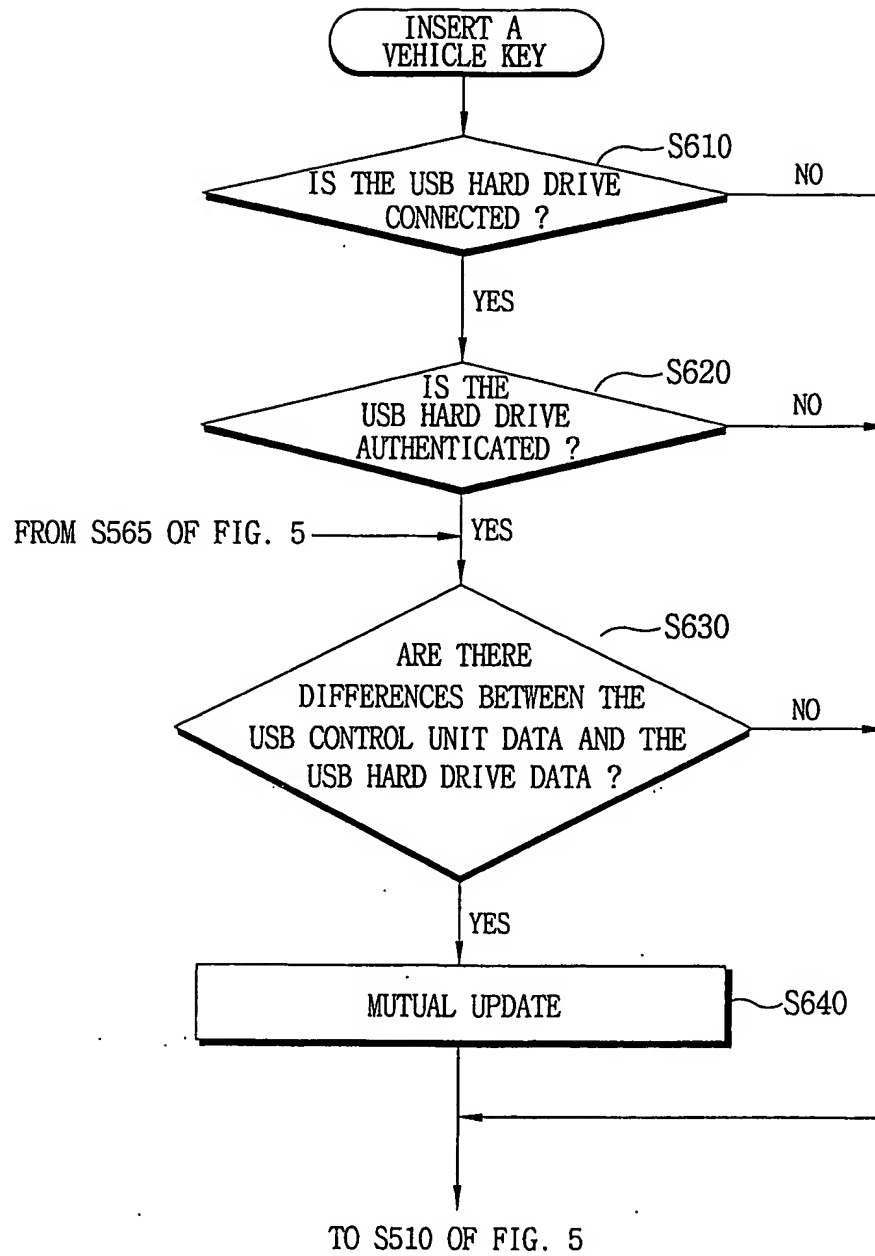 INSERT A
VEHICLE KEY
S610
NO
IS THE USB HARD DRIVE
CONNECTED ?
YES
S620
NO
IS THE
USB HARD DRIVE
AUTHENTICATED ?
FROM S565 OF FIG. 5
YES
S630
ARE THERE
DIFFERENCES BETWEEN THE
NO
USB CONTROL UNIT DATA AND THE
USB HARD DRIVE DATA ?
YES
MUTUAL UPDATE
S640
TO S510 OF FIG. 5